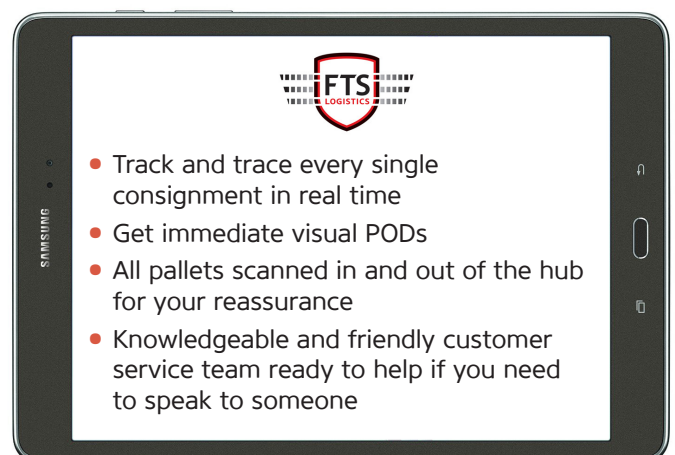 FTS
LOGISTICS
• Track and trace every single
consignment in real time
• Get immediate visual PODs
• All pallets scanned in and out of the hub
for your reassurance
• Knowledgeable and friendly customer
service team ready to help if you need
to speak to someone
SAMSUNG